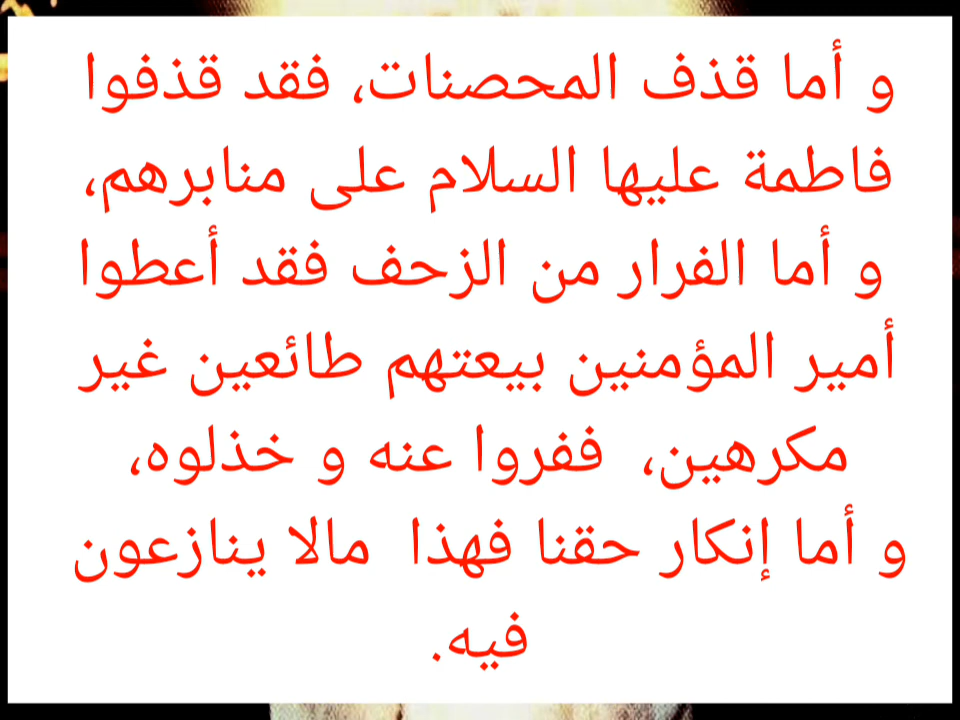 و أما قذف المحصنات، فقد قذفوا
فاطمة عليها السلام على منابرهم،
و أما الفرار من الزحف فقد أعطوا
أمير المؤمنين بيعتهم طائعين غير
مكرهين،  ففروا عنه و خذلوه،
و أما إنكار حقنا فهذا  مالا ينازعون
فيه.